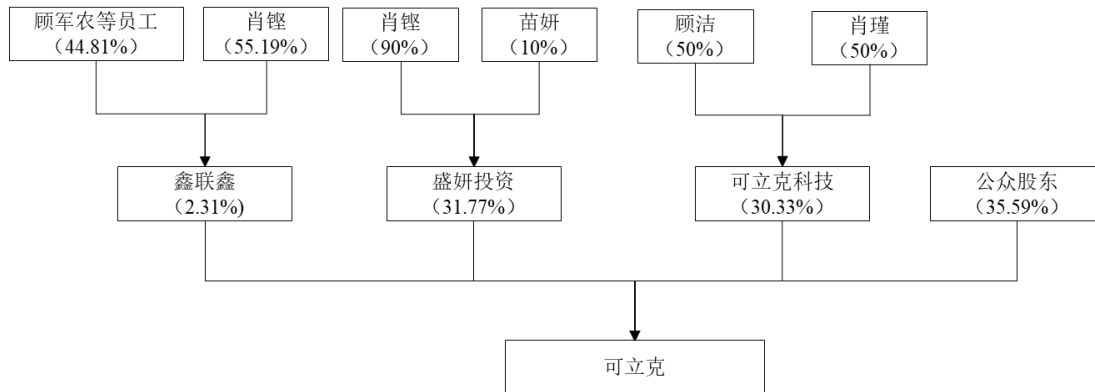 顾军农等员工
（44.81%）
肖铿
（55.19%）
肖铿
（90%）
苗妍
（10%）
顾洁
（50%）
肖瑾
（50%）
鑫联鑫
（2.31%)
盛妍投资
（31.77%）
可立克科技
（30.33%）
公众股东
（35.59%）
可立克